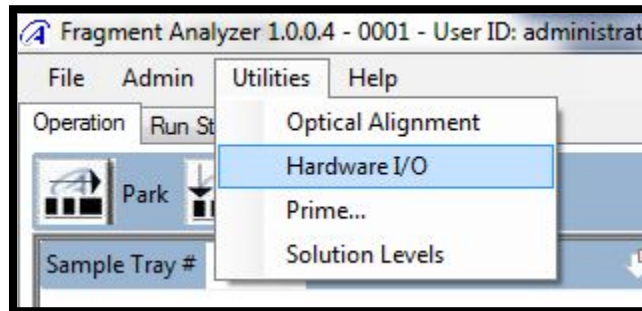 Fragment Analyzer 1.0.0.4 - 0001 - User ID: administrat
File Admin Utilities Help
Operation Run St
Optical Alignment
Hardware I/O
Park
Prime...
Solution Levels
Sample Tray #